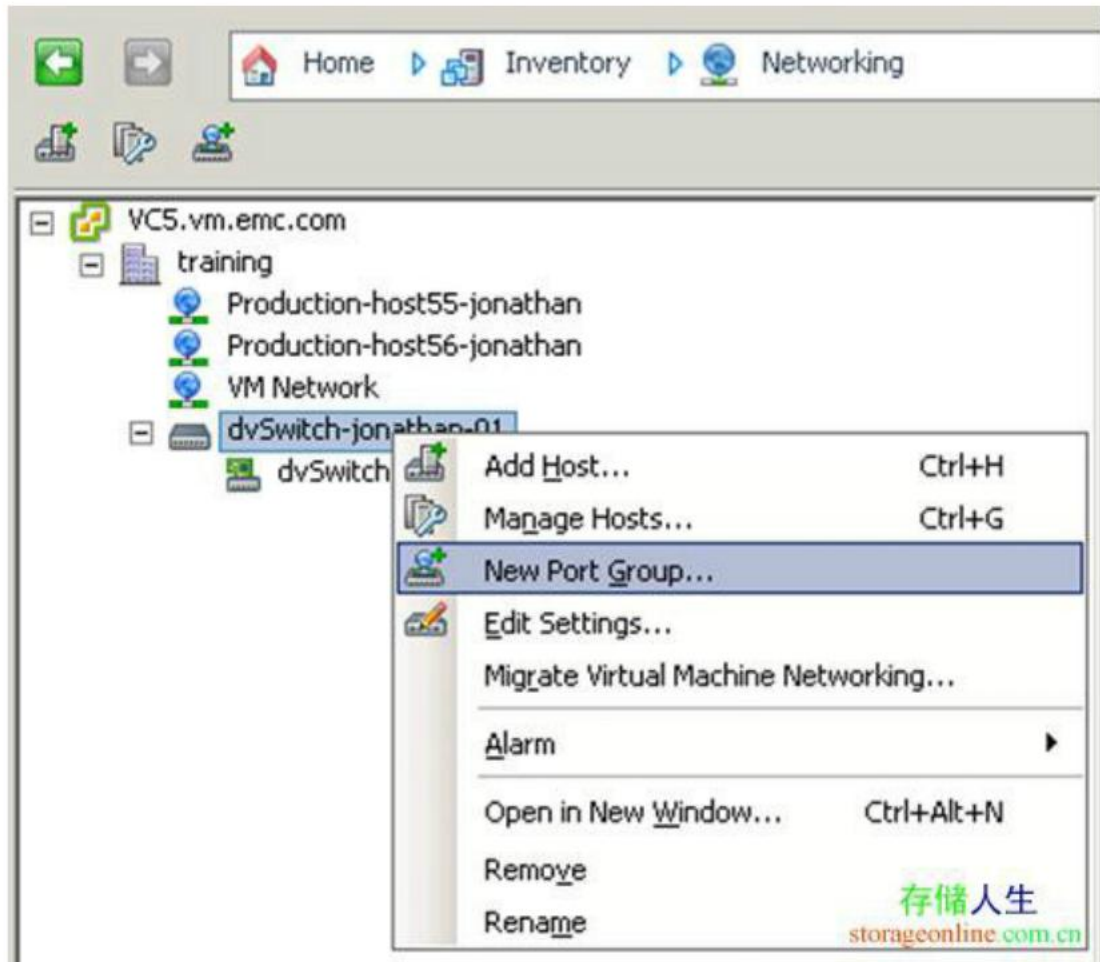 Home Inventory Networking
VC5.vm.emc.com
training
Production-host55-jonathan
Production-host56-jonathan
VM Network
dvSwitch-jonathan-01
dvSwitch
Add Host... Ctrl+H
Manage Hosts... Ctrl+G
New Port Group...
Edit Settings...
Migrate Virtual Machine Networking...
Alarm
Open in New Window... Ctrl+Alt+N
Remove
Rename
存储人生
storageonline.com.cn